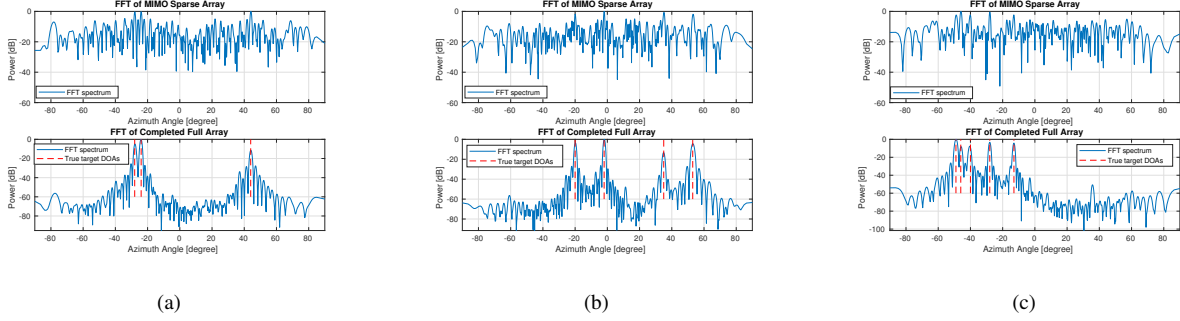 FFT of MIMO Sparse Array
Power [dB]
0
-20
-40
-60
FFT spectrum
-80 -60 -40 -20 0 20 40 60 80
Azimuth Angle [degree]
FFT of Completed Full Array
Power [dB]
0
-20
-40
-60
-80
FFT spectrum
True target DOAs
-80 -60 -40 -20 0 20 40 60 80
Azimuth Angle [degree]
(a)
FFT of MIMO Sparse Array
Power [dB]
0
-20
-40
-60
FFT spectrum
-80 -60 -40 -20 0 20 40 60 80
Azimuth Angle [degree]
FFT of Completed Full Array
Power [dB]
0
-20
-40
-60
-80
FFT spectrum
True target DOAs
-80 -60 -40 -20 0 20 40 60 80
Azimuth Angle [degree]
(b)
FFT of MIMO Sparse Array
Power [dB]
0
-20
-40
-60
FFT spectrum
-80 -60 -40 -20 0 20 40 60 80
Azimuth Angle [degree]
FFT of Completed Full Array
Power [dB]
0
-20
-40
-60
-80
-100
FFT spectrum
True target DOAs
-80 -60 -40 -20 0 20 40 60 80
Azimuth Angle [degree]
(c)